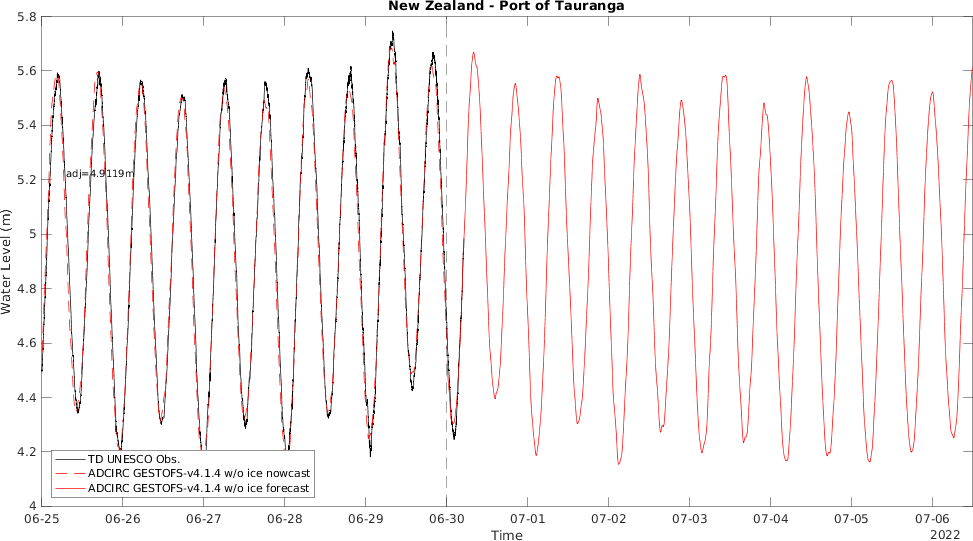 New Zealand - Port of Tauranga
5.8
5.6
5.4
5.2
5
4.8
4.6
4.4
4.2
4
Water Level (m)
adj=4.9119m
TD UNESCO Obs.
ADCIRC GESTOFS-v4.1.4 w/o ice nowcast
ADCIRC GESTOFS-v4.1.4 w/o ice forecast
06-25 06-26 06-27 06-28 06-29 06-30 07-01 07-02 07-03 07-04 07-05 07-06
2022
Time